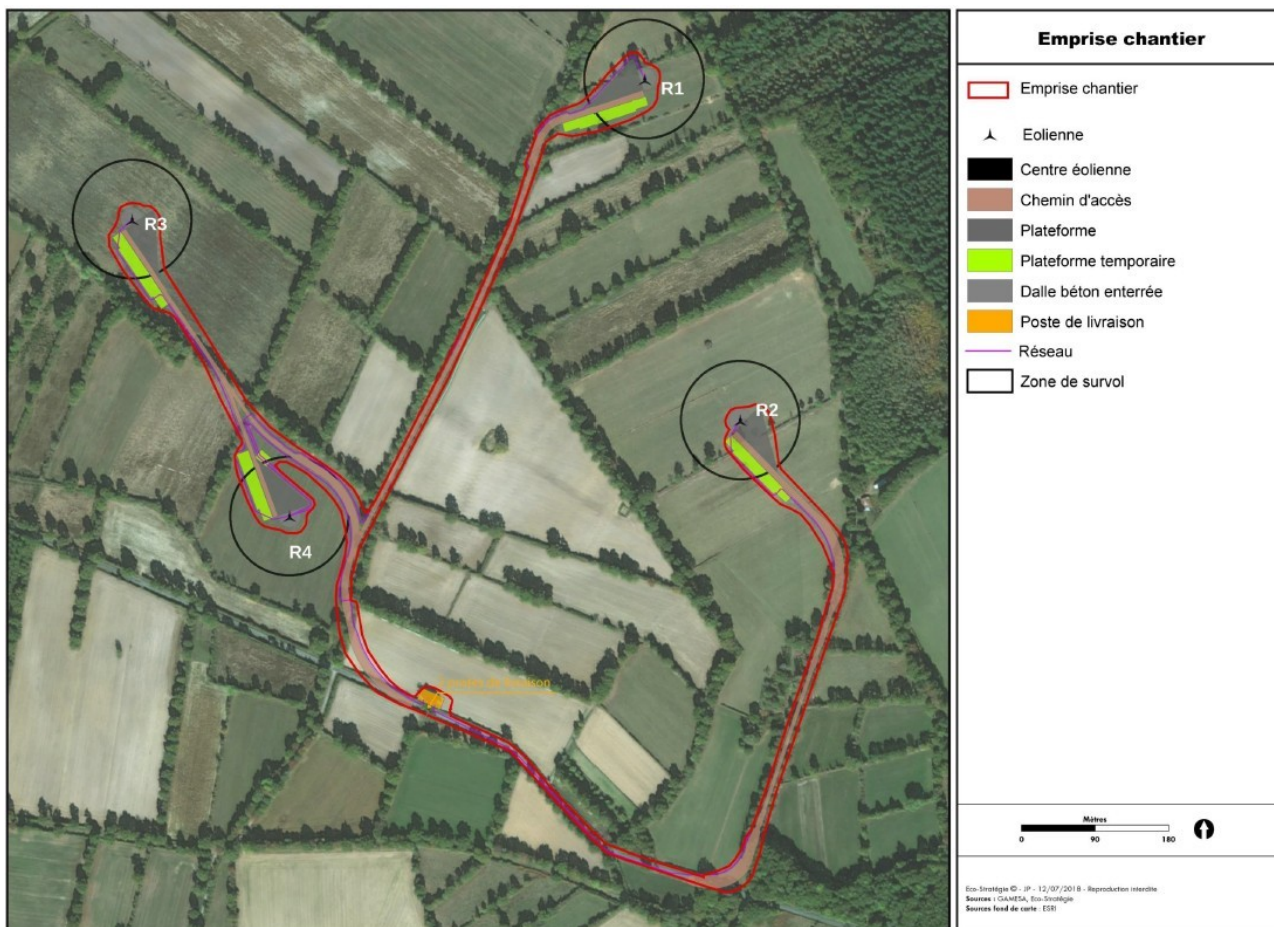 Emprise chantier
Emprise chantier
Eolienne
Centre éolienne
Chemin d'accès
Plateforme
Plateforme temporaire
Dalle béton enterrée
Poste de livraison
Réseau
Zone de survol
R1
R3
R2
R4
livraison
Mètres
0 90 180
Eco-Stratégie © - JP - 12/07/2018 - Reproduction interdite
Sources : GAMESA, Eco-Stratégie
Sources fond de carte : ESRI